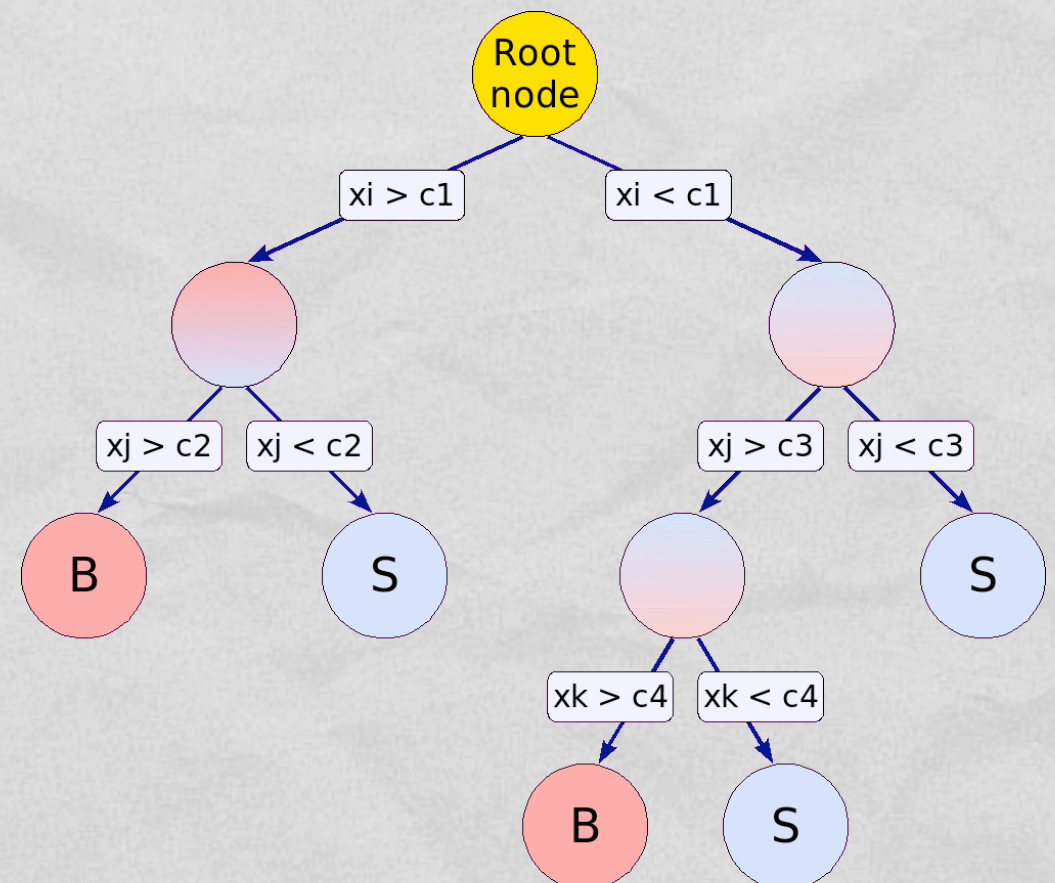 Root
node
xi > c1
xi < c1
xj > c2
xj < c2
xj > c3
xj < c3
B
S
S
xk > c4
xk < c4
B
S